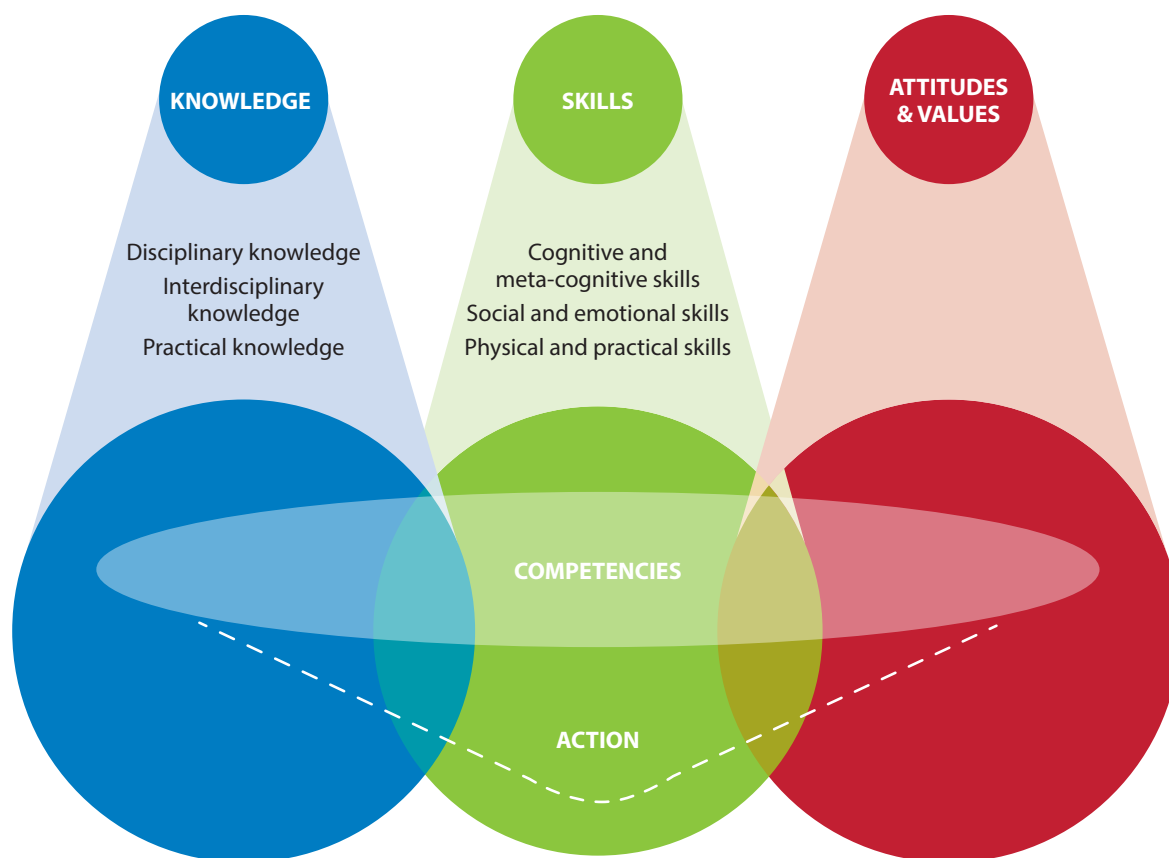 KNOWLEDGE
SKILLS
ATTITUDES
& VALUES
Disciplinary knowledge
Interdisciplinary
knowledge
Practical knowledge
Cognitive and
meta-cognitive skills
Social and emotional skills
Physical and practical skills
COMPETENCIES
ACTION